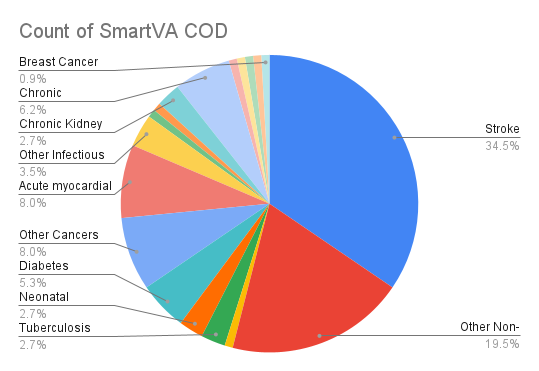 Count of SmartVA COD
Breast Cancer
0.9%
Chronic
6.2%
Chronic Kidney
2.7%
Other Infectious
3.5%
Acute myocardial
8.0%
Other Cancers
8.0%
Diabetes
5.3%
Neonatal
2.7%
Tuberculosis
2.7%
Stroke
34.5%
Other Non-
19.5%